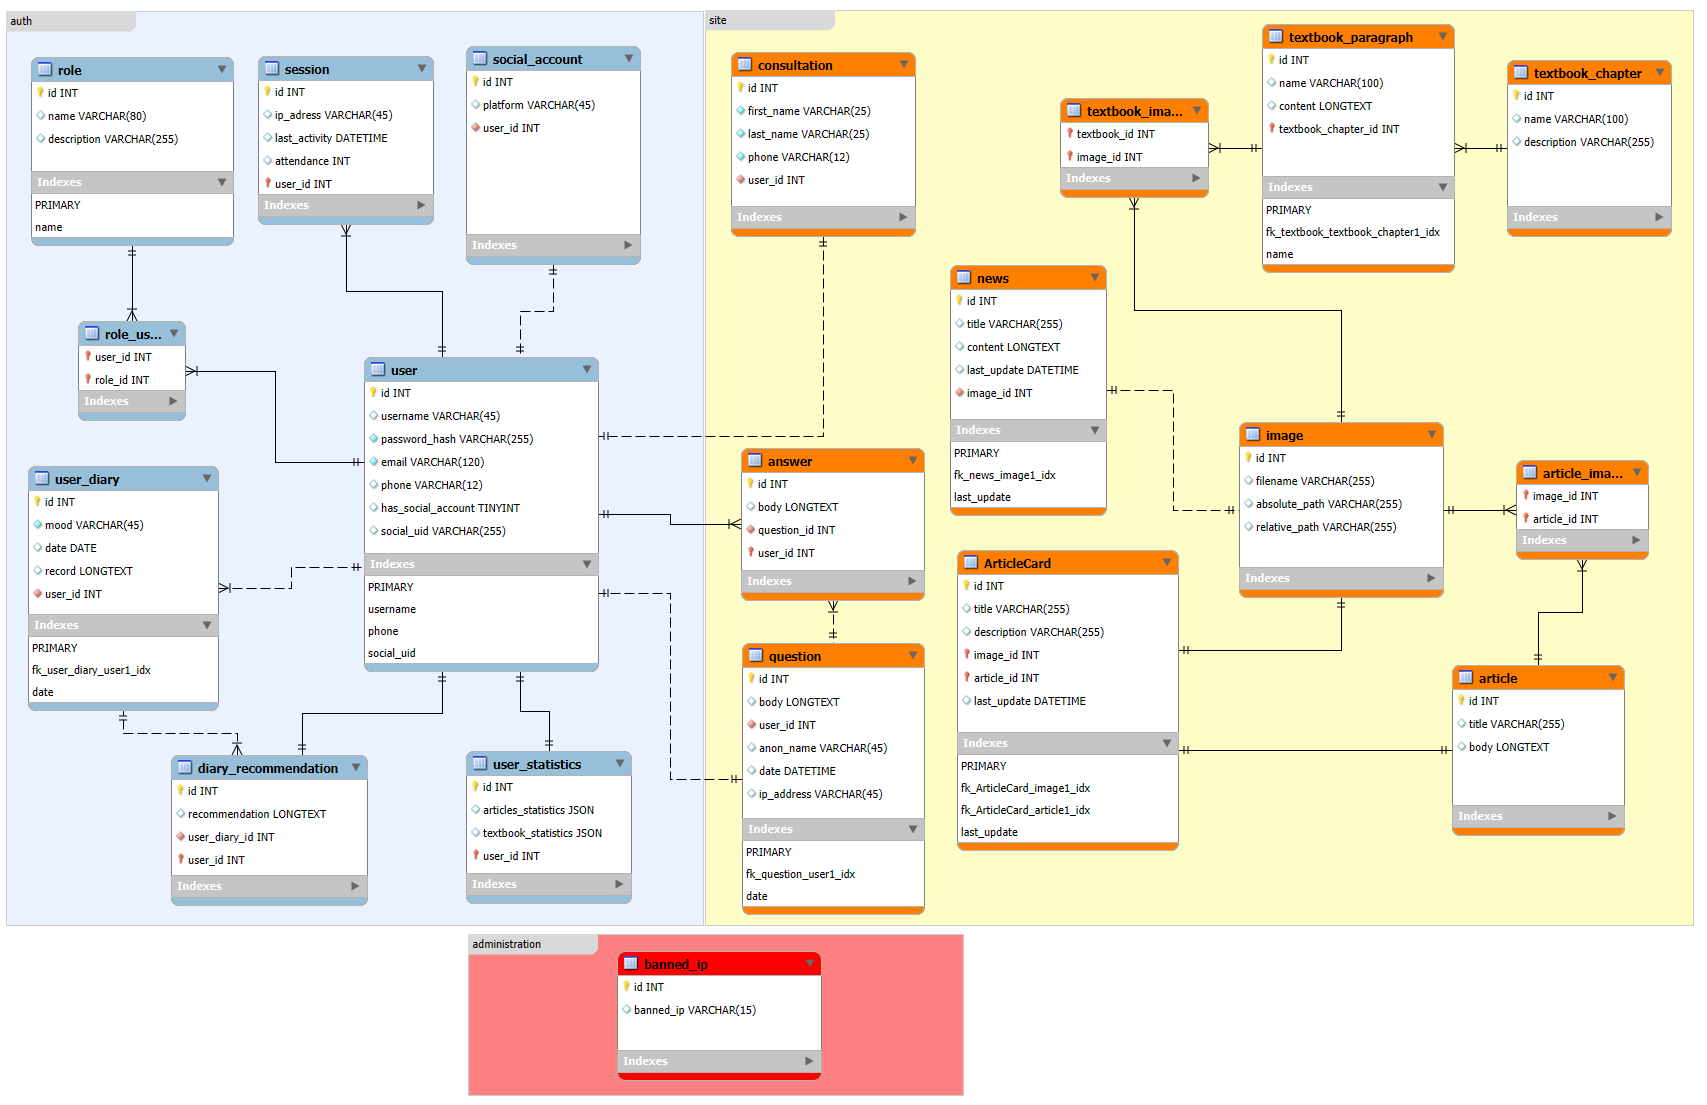 auth
role
id INT
name VARCHAR(80)
description VARCHAR(255)
Indexes
PRIMARY
name
session
id INT
ip_adress VARCHAR(45)
last_activity DATETIME
attendance INT
user_id INT
Indexes
social_account
id INT
platform VARCHAR(45)
user_id INT
Indexes
role_us...
user_id INT
role_id INT
Indexes
user
id INT
username VARCHAR(45)
password_hash VARCHAR(255)
email VARCHAR(120)
phone VARCHAR(12)
has_social_account TINYINT
social_uid VARCHAR(255)
Indexes
PRIMARY
username
phone
social_uid
user_diary
id INT
mood VARCHAR(45)
date DATE
record LONGTEXT
user_id INT
Indexes
PRIMARY
fk_user_diary_user1_idx
date
diary_recommendation
id INT
recommendation LONGTEXT
user_diary_id INT
user_id INT
Indexes
user_statistics
id INT
articles_statistics JSON
textbook_statistics JSON
user_id INT
Indexes
site
consultation
id INT
first_name VARCHAR(25)
last_name VARCHAR(25)
phone VARCHAR(12)
user_id INT
Indexes
textbook_ima...
textbook_id INT
image_id INT
Indexes
textbook_paragraph
id INT
name VARCHAR(100)
content LONGTEXT
textbook_chapter_id INT
Indexes
PRIMARY
fk_textbook_textbook_chapter1_idx
name
textbook_chapter
id INT
name VARCHAR(100)
description VARCHAR(255)
Indexes
news
id INT
title VARCHAR(255)
content LONGTEXT
last_update DATETIME
image_id INT
Indexes
PRIMARY
fk_news_image1_idx
last_update
answer
id INT
body LONGTEXT
question_id INT
user_id INT
Indexes
image
id INT
filename VARCHAR(255)
absolute_path VARCHAR(255)
relative_path VARCHAR(255)
Indexes
article_ima...
image_id INT
article_id INT
Indexes
question
id INT
body LONGTEXT
user_id INT
anon_name VARCHAR(45)
date DATETIME
ip_address VARCHAR(45)
Indexes
PRIMARY
fk_question_user1_idx
date
ArticleCard
id INT
title VARCHAR(255)
description VARCHAR(255)
image_id INT
article_id INT
last_update DATETIME
Indexes
PRIMARY
fk_ArticleCard_image1_idx
fk_ArticleCard_article1_idx
last_update
article
id INT
title VARCHAR(255)
body LONGTEXT
Indexes
administration
banned_ip
id INT
banned_ip VARCHAR(15)
Indexes